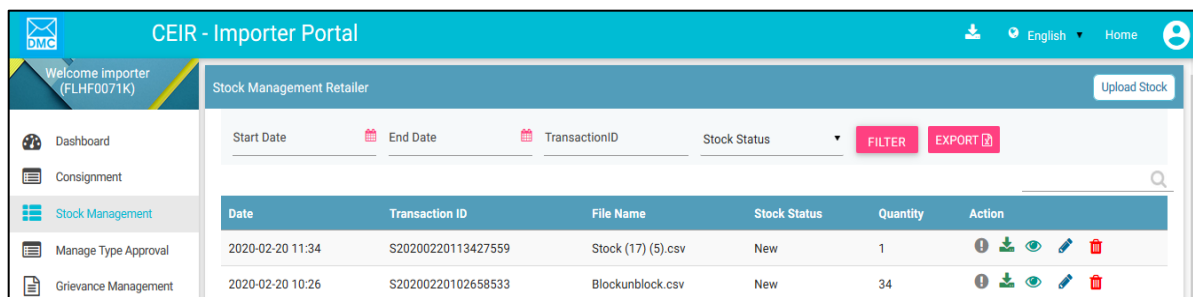 DMC
CEIR - Importer Portal
English
Home
Welcome importer
(FLHF0071K)
Stock Management Retailer
Upload Stock
Dashboard
Consignment
Stock Management
Manage Type Approval
Grievance Management
Start Date
End Date
TransactionID
Stock Status
FILTER
EXPORT
Date Transaction ID File Name Stock Status Quantity Action
2020-02-20 11:34 S20200220113427559 Stock (17) (5).csv New 1
2020-02-20 10:26 S20200220102658533 Blockunblock.csv New 34